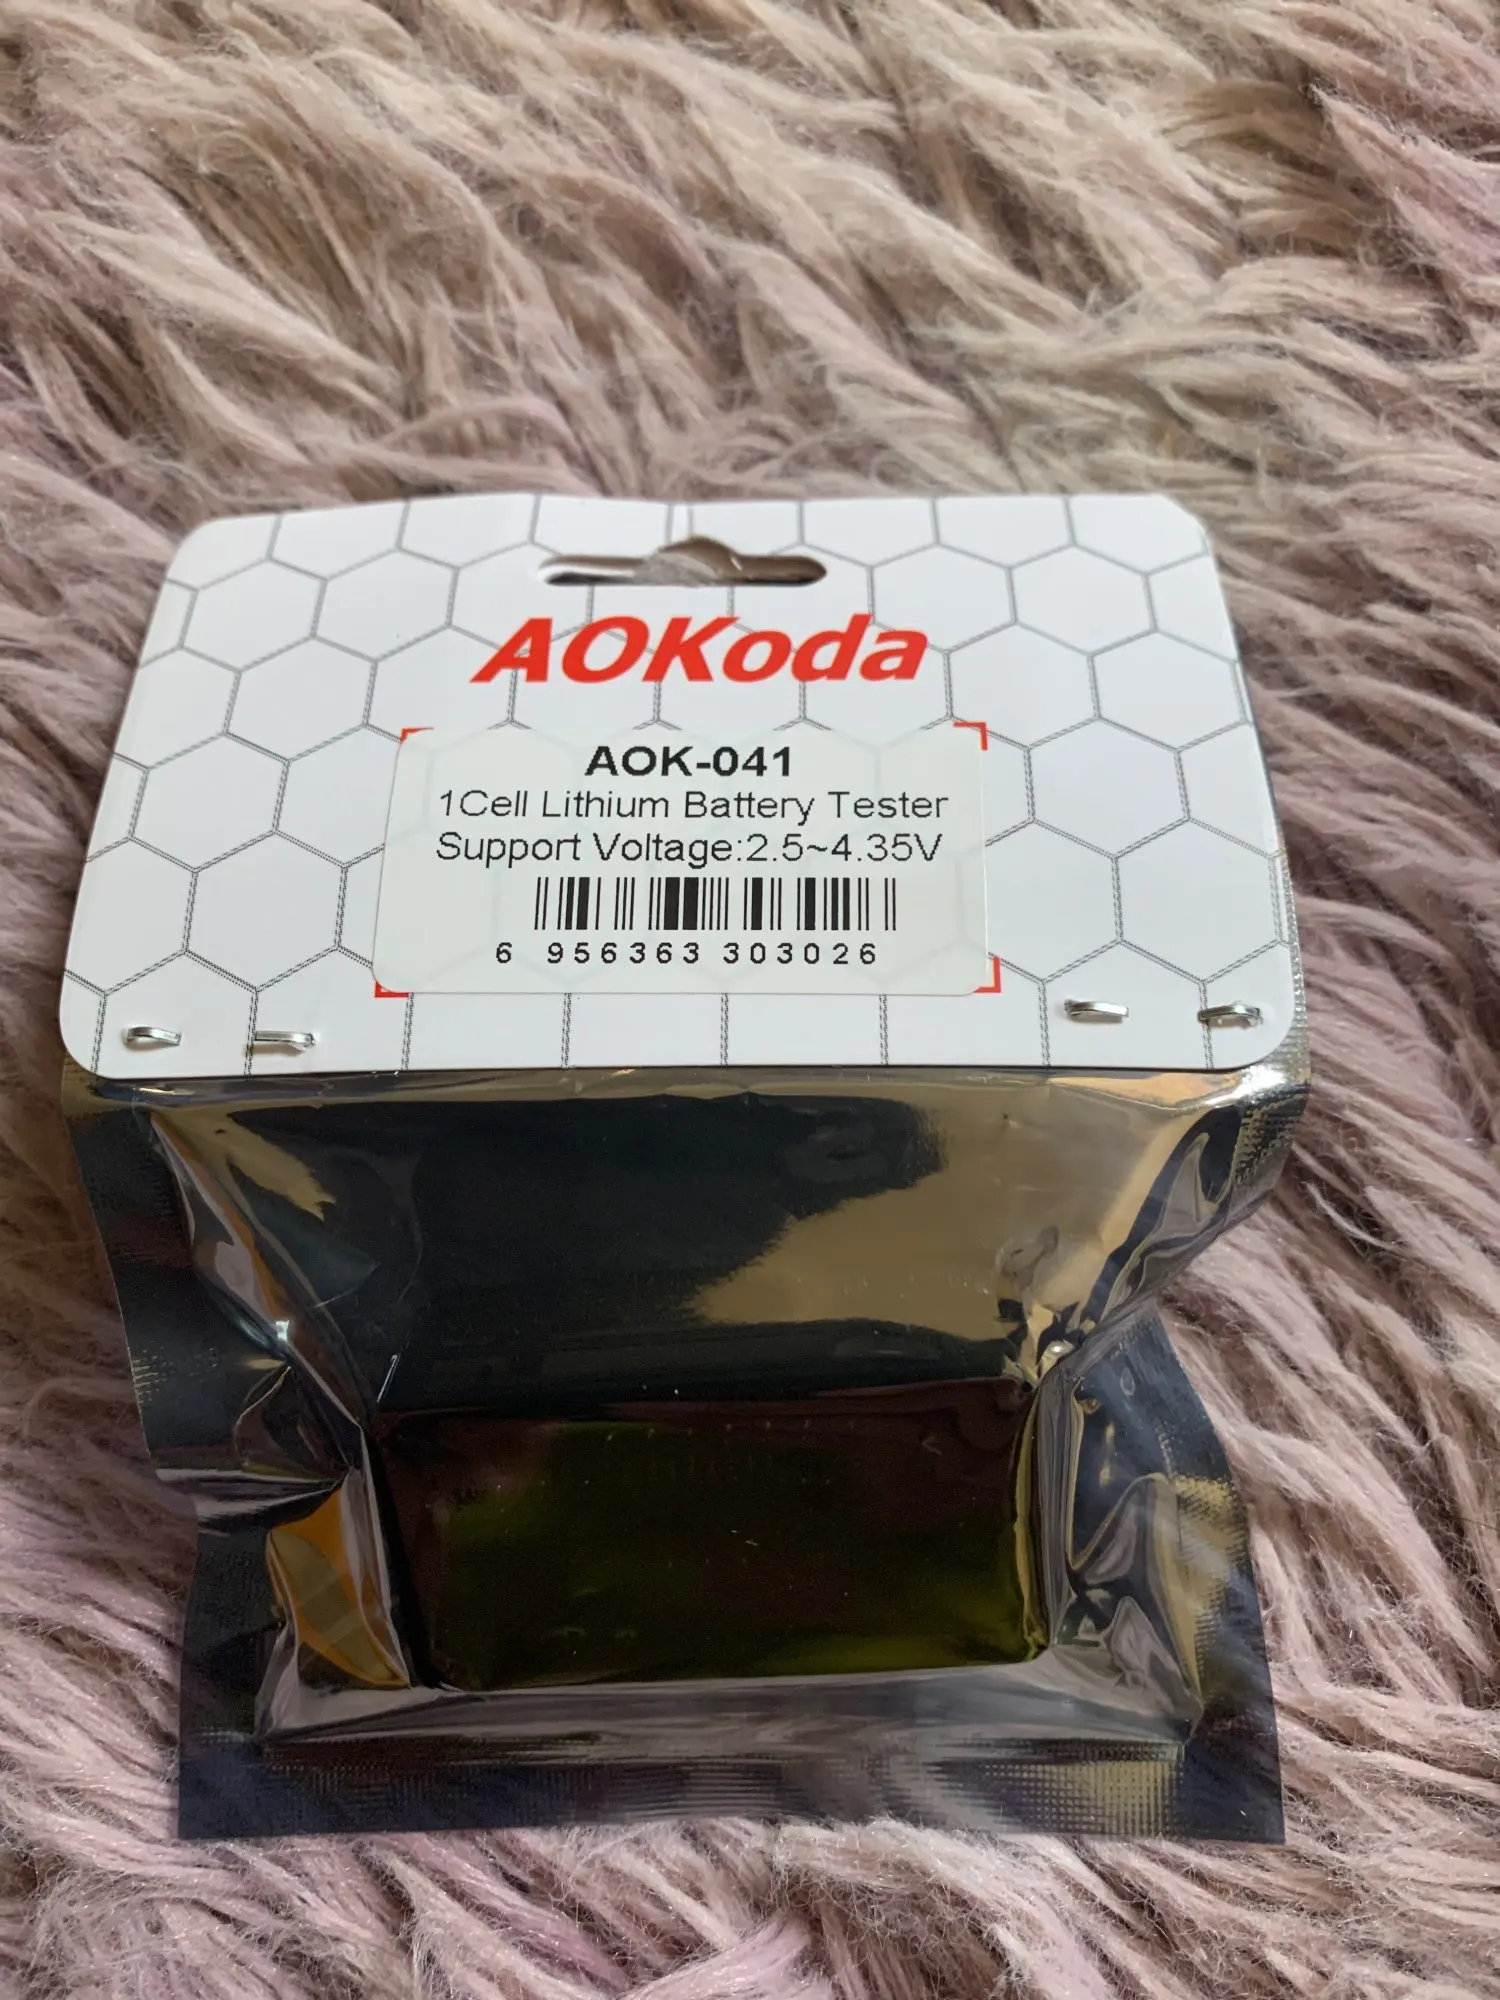 AOKoda
AOK-041
1Cell Lithium Battery Tester
Support Voltage:2.5~4.35V
6 956363 303026